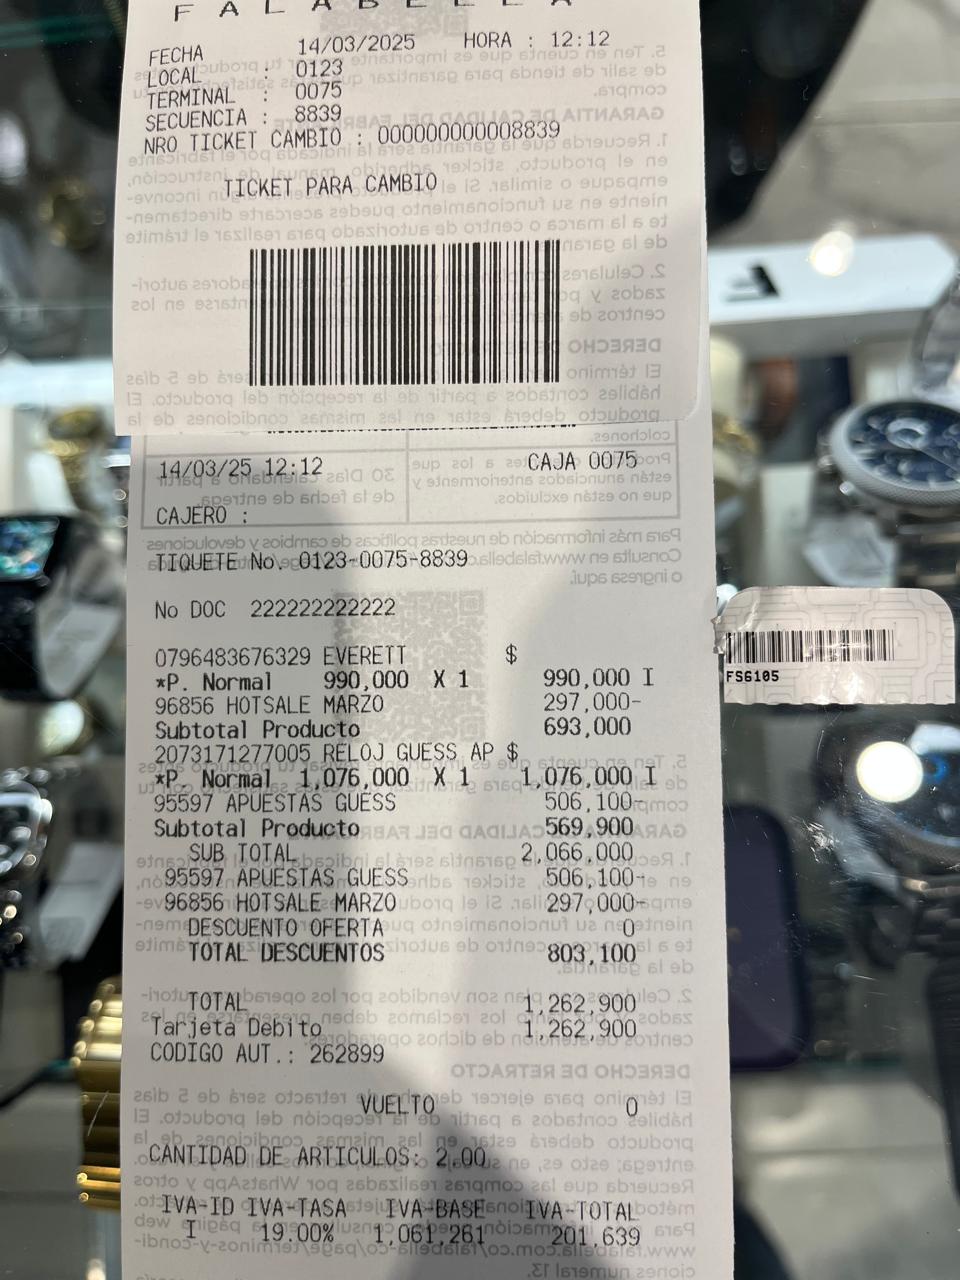 FALABELLA
FECHA : 14/03/2025 HORA : 12:12
LOCAL : 0123
TERMINAL : 0075
SECUENCIA : 8839
NRO TICKET CAMBIO : 000000000008839
TICKET PARA CAMBIO
14/03/25 12:12 CAJA 0075
CAJERO :
TIQUETE No. 0123-0075-8839
No DOC 222222222222
0796483676329 EVERETT $
*P. Normal 990,000 X 1 990,000 I
96856 HOTSALE MARZO 297,000-
Subtotal Producto 693,000
2073171277005 RELOJ GUESS AP $
*P. Normal 1,076,000 X 1 1,076,000 I
95597 APUESTAS GUESS 506,100-
Subtotal Producto 569,900
SUB TOTAL 2,066,000
95597 APUESTAS GUESS 506,100-
96856 HOTSALE MARZO 297,000-
DESCUENTO OFERTA 0
TOTAL DESCUENTOS 803,100
TOTAL 1,262,900
Tarjeta Debito 1,262,900
CODIGO AUT.: 262899
VUELTO 0
CANTIDAD DE ARTICULOS: 2.00
IVA-ID IVA-TASA IVA-BASE IVA-TOTAL
I 19.00% 1,061,261 201,639
FS6105